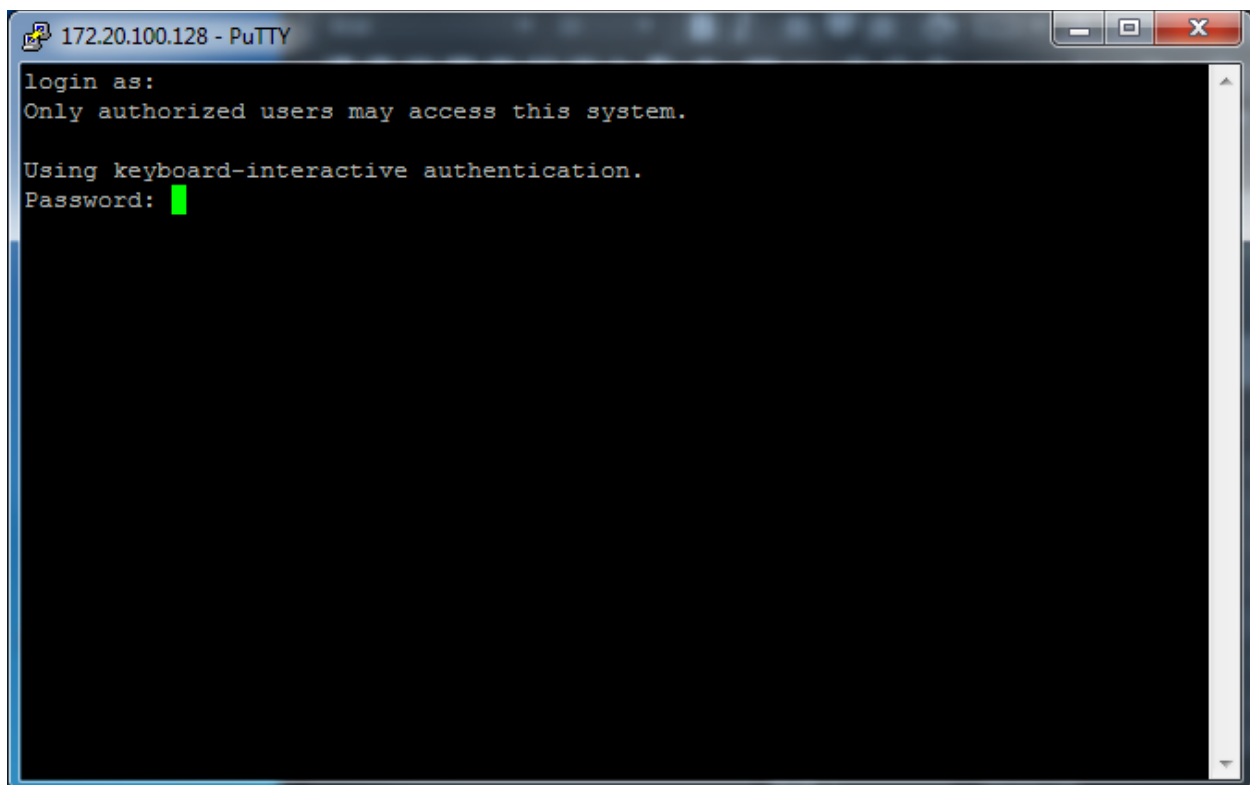 172.20.100.128 - PuTTY
login as:
Only authorized users may access this system.
Using keyboard-interactive authentication.
Password: